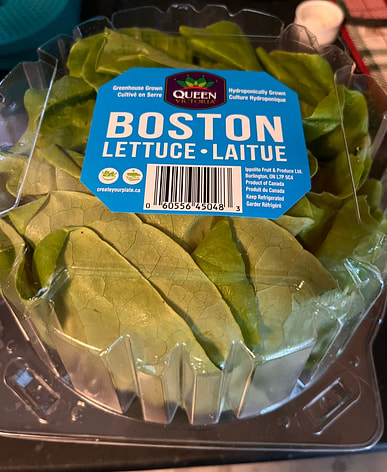 Greenhouse Grown
Cultivé en Serre
QUEEN
VICTORIA
Hydroponically Grown
Culture Hydroponique
BOSTON
LETTUCE • LAITUE
createyourplate.ca
0 60556 45048 3
Ippolito Fruit & Produce Ltd.
Burlington, ON L7P 5C4
Product of Canada
Produit du Canada
Keep Refrigerated
Garder Réfrigéré